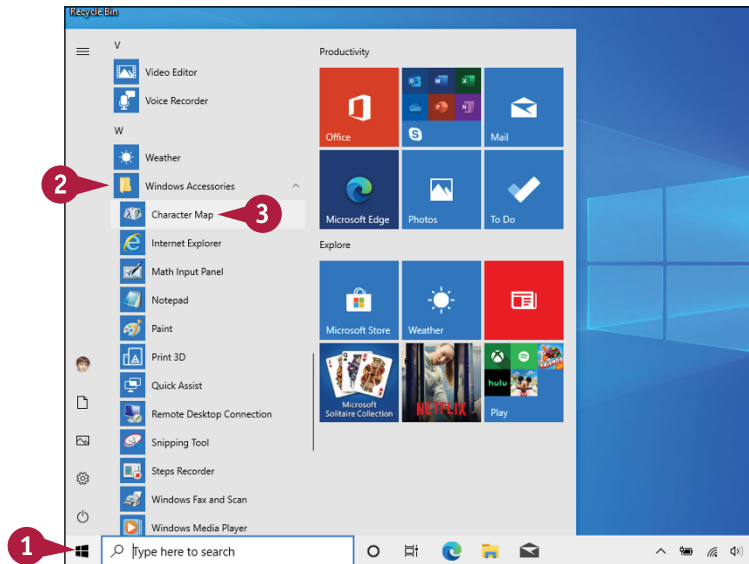 Recycle Bin
V
Video Editor
Voice Recorder
W
Weather
2
Windows Accessories
Character Map
3
Internet Explorer
Math Input Panel
Notepad
Paint
Print 3D
Quick Assist
Remote Desktop Connection
Snipping Tool
Steps Recorder
Windows Fax and Scan
Windows Media Player
Productivity
Office
Mail
Microsoft Edge
Photos
To Do
Explore
Microsoft Store
Weather
Microsoft
Solitaire Collection
NETFLIX
hulu
Play
1
Type here to search